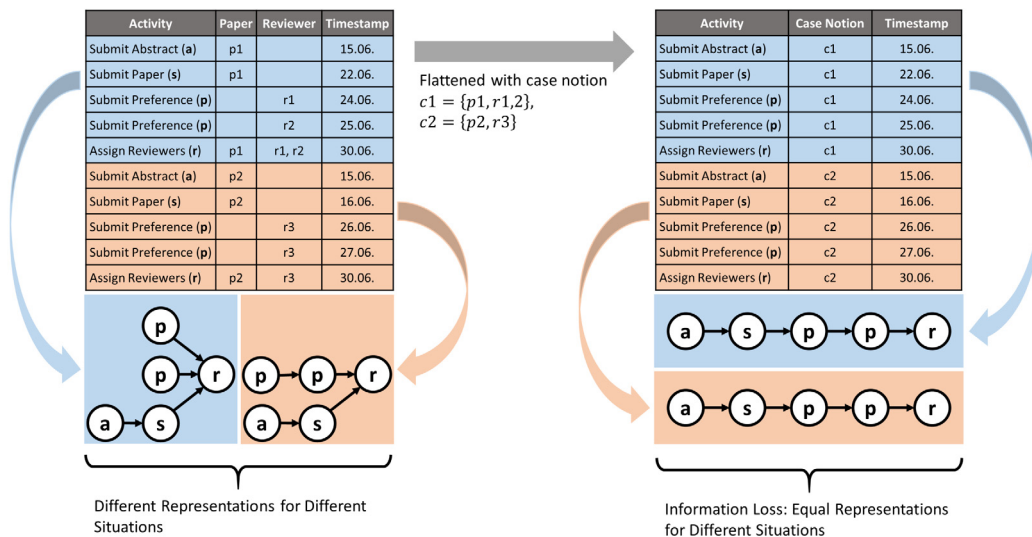 Activity Paper Reviewer Timestamp
Submit Abstract (a) p1 15.06.
Submit Paper (s) p1 22.06.
Submit Preference (p) r1 24.06.
Submit Preference (p) r2 25.06.
Assign Reviewers (r) p1 r1, r2 30.06.
Submit Abstract (a) p2 15.06.
Submit Paper (s) p2 16.06.
Submit Preference (p) r3 26.06.
Submit Preference (p) r3 27.06.
Assign Reviewers (r) p2 r3 30.06.
Flattened with case notion
c1 = {p1, r1,2},
c2 = {p2, r3}
Activity Case Notion Timestamp
Submit Abstract (a) c1 15.06.
Submit Paper (s) c1 22.06.
Submit Preference (p) c1 24.06.
Submit Preference (p) c1 25.06.
Assign Reviewers (r) c1 30.06.
Submit Abstract (a) c2 15.06.
Submit Paper (s) c2 16.06.
Submit Preference (p) c2 26.06.
Submit Preference (p) c2 27.06.
Assign Reviewers (r) c2 30.06.
p
p r
a s
p p r
a s
a s p p r
a s p p r
Different Representations for Different
Situations
Information Loss: Equal Representations
for Different Situations